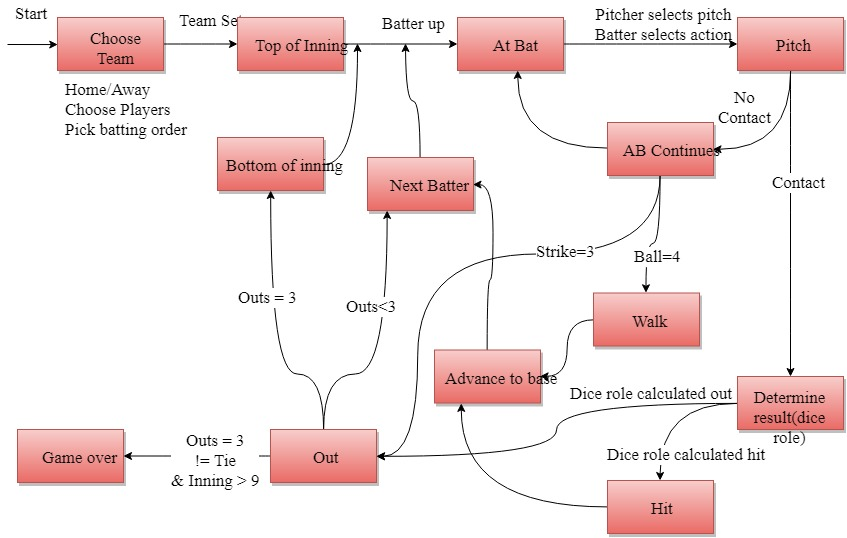 Start
Choose
Team
Team Set
Top of Inning
Batter up
At Bat
Pitcher selects pitch
Batter selects action
Pitch
Home/Away
Choose Players
Pick batting order
No
Contact
AB Continues
Bottom of inning
Next Batter
Contact
Strike=3
Ball=4
Outs = 3
Outs<3
Walk
Advance to base
Dice role calculated out
Determine
result(dice
role)
Outs = 3
!= Tie
& Inning > 9
Game over
Out
Dice role calculated hit
Hit